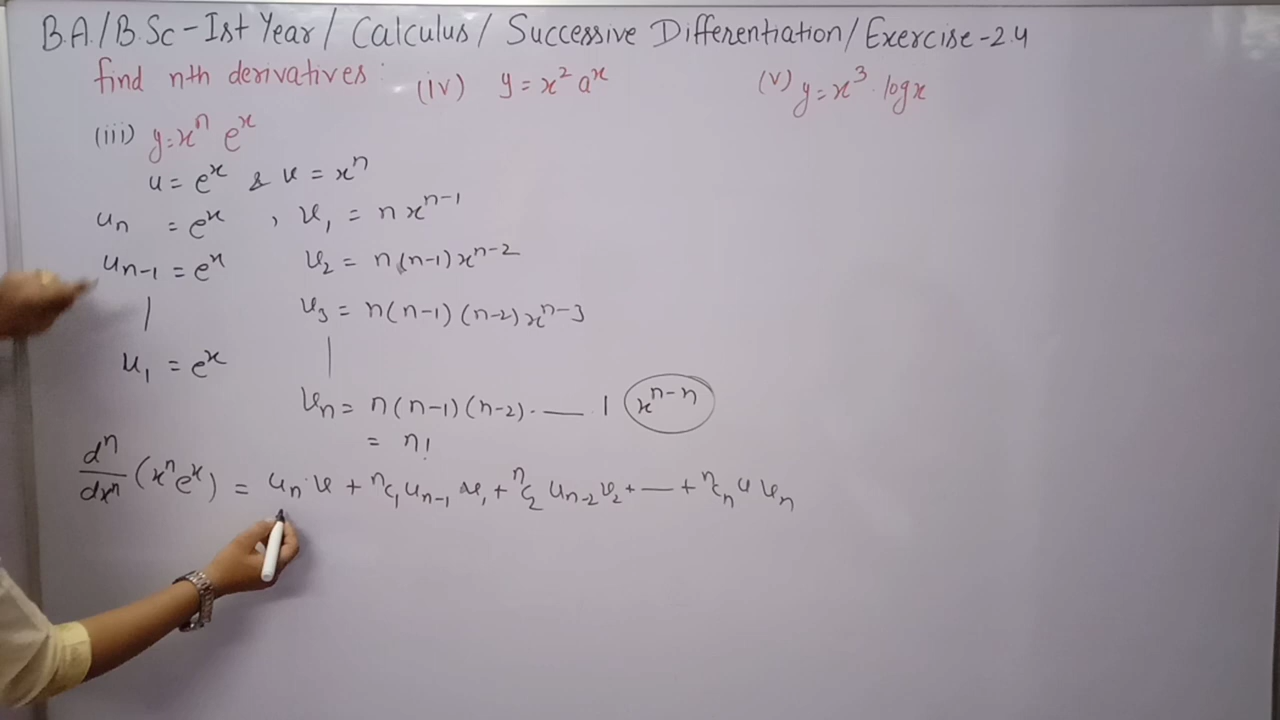 B.A./B.Sc-Ist Year/ Calculus/ Successive Differentiation/ Exercise-2.4
find nth derivatives: (iv) y = x² aˣ (v) y = x³ · log x
(iii) y = xⁿ eˣ
u = eˣ & v = xⁿ
uₙ = eˣ , v₁ = n xⁿ⁻¹
uₙ₋₁ = eˣ v₂ = n(n-1)xⁿ⁻²
| v₃ = n(n-1)(n-2)xⁿ⁻³
u₁ = eˣ |
vₙ = n(n-1)(n-2). — 1 xⁿ⁻ⁿ
= n!
dⁿ/dxⁿ (xⁿeˣ) = uₙ·v + ⁿc₁ uₙ₋₁ v₁ + ⁿc₂ uₙ₋₂ v₂ + — + ⁿcₙ u vₙ